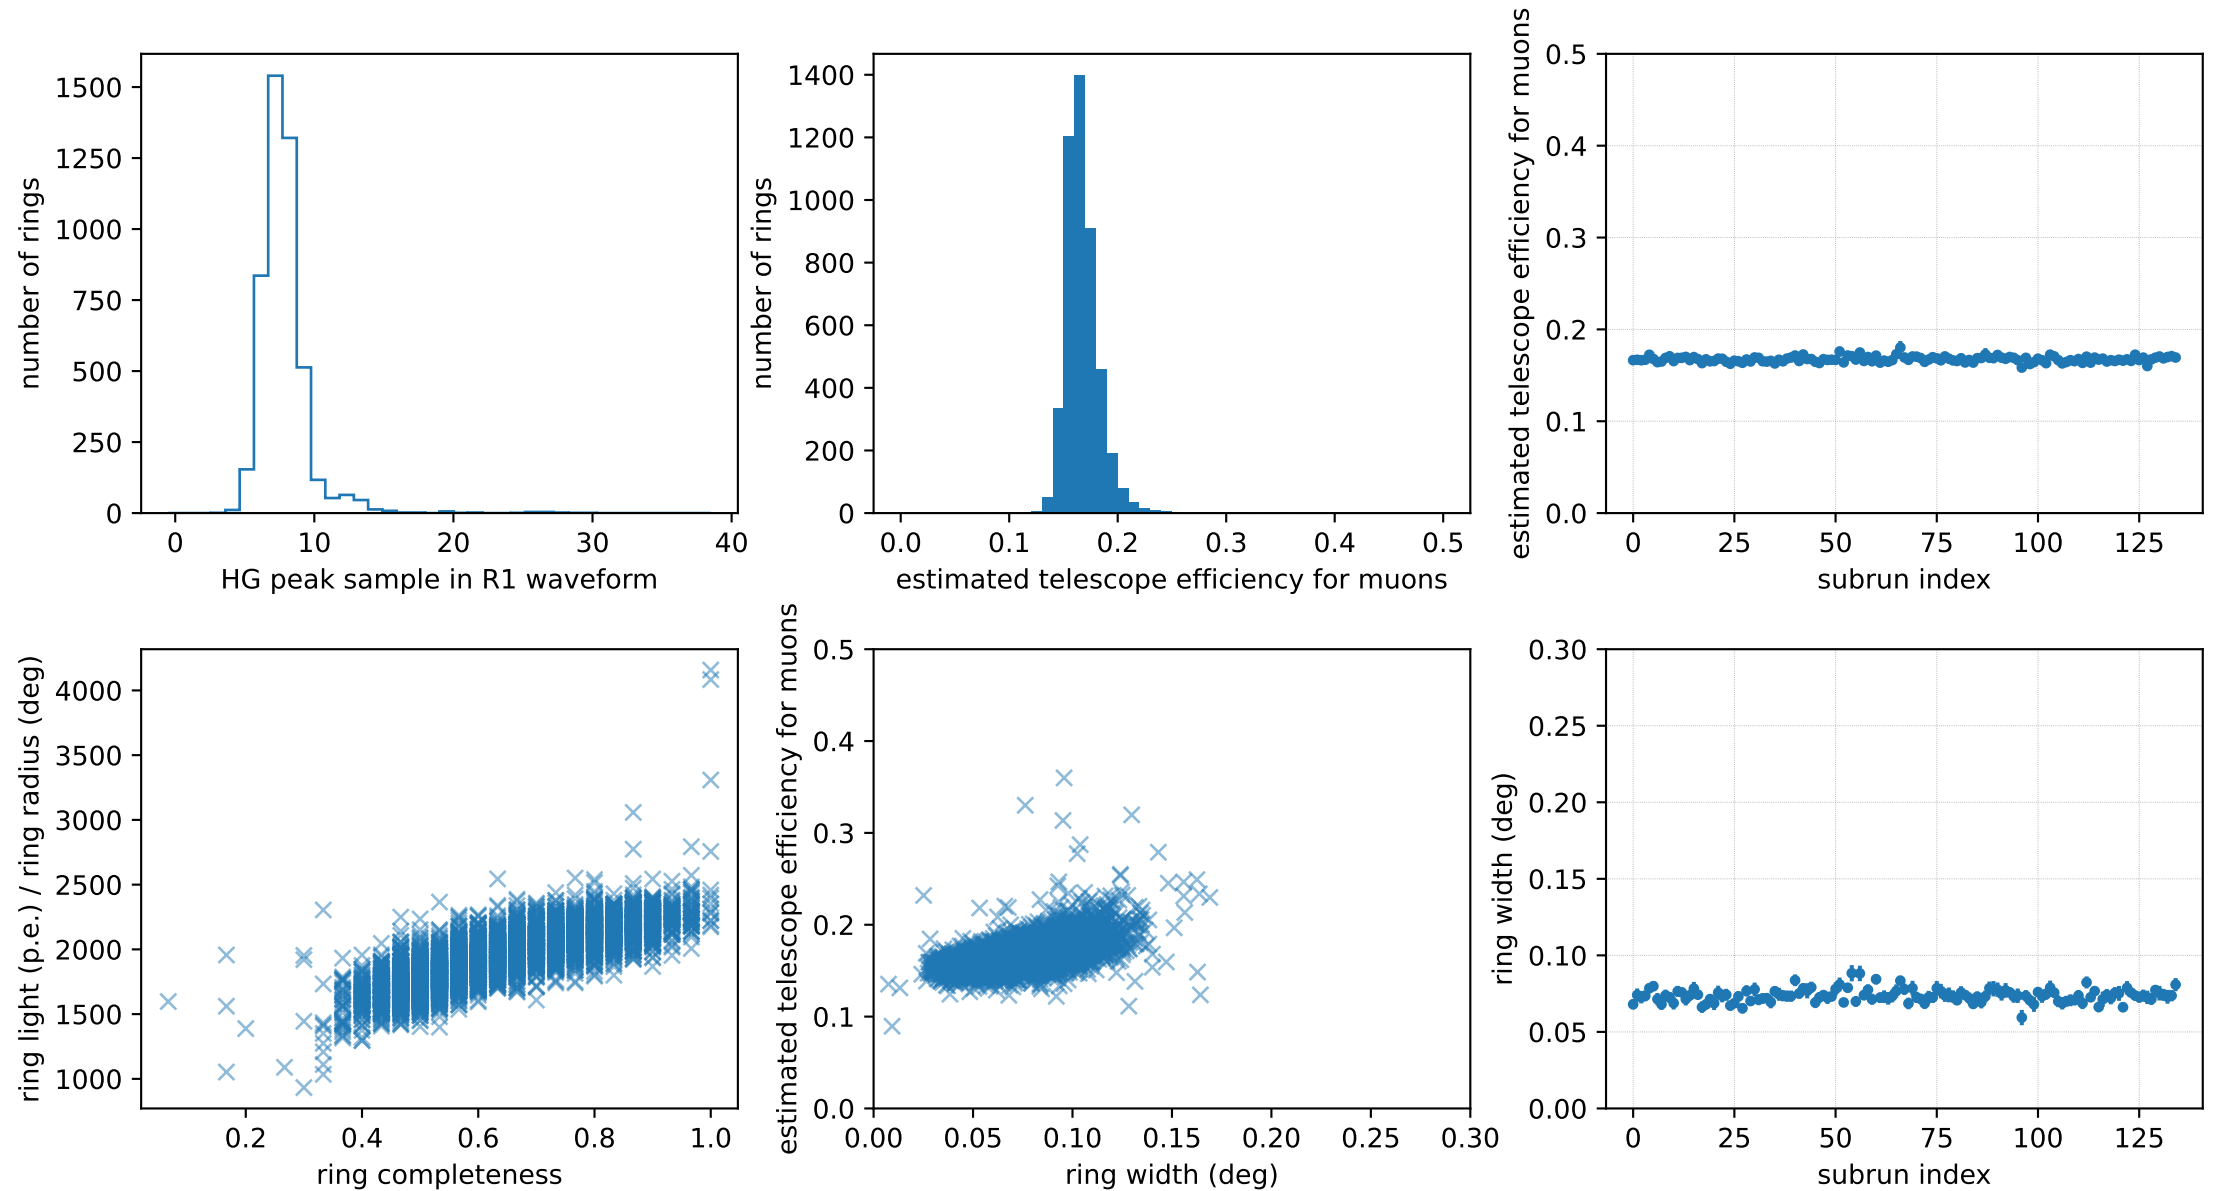 number of rings
1500
1250
1000
750
500
250
0
0 10 20 30 40
HG peak sample in R1 waveform
number of rings
1400
1200
1000
800
600
400
200
0
0.0 0.1 0.2 0.3 0.4 0.5
estimated telescope efficiency for muons
estimated telescope efficiency for muons
0.5
0.4
0.3
0.2
0.1
0.0
0 25 50 75 100 125
subrun index
ring light (p.e.) / ring radius (deg)
4000
3500
3000
2500
2000
1500
1000
0.2 0.4 0.6 0.8 1.0
ring completeness
estimated telescope efficiency for muons
0.5
0.4
0.3
0.2
0.1
0.0
0.00 0.05 0.10 0.15 0.20 0.25 0.30
ring width (deg)
ring width (deg)
0.30
0.25
0.20
0.15
0.10
0.05
0.00
0 25 50 75 100 125
subrun index